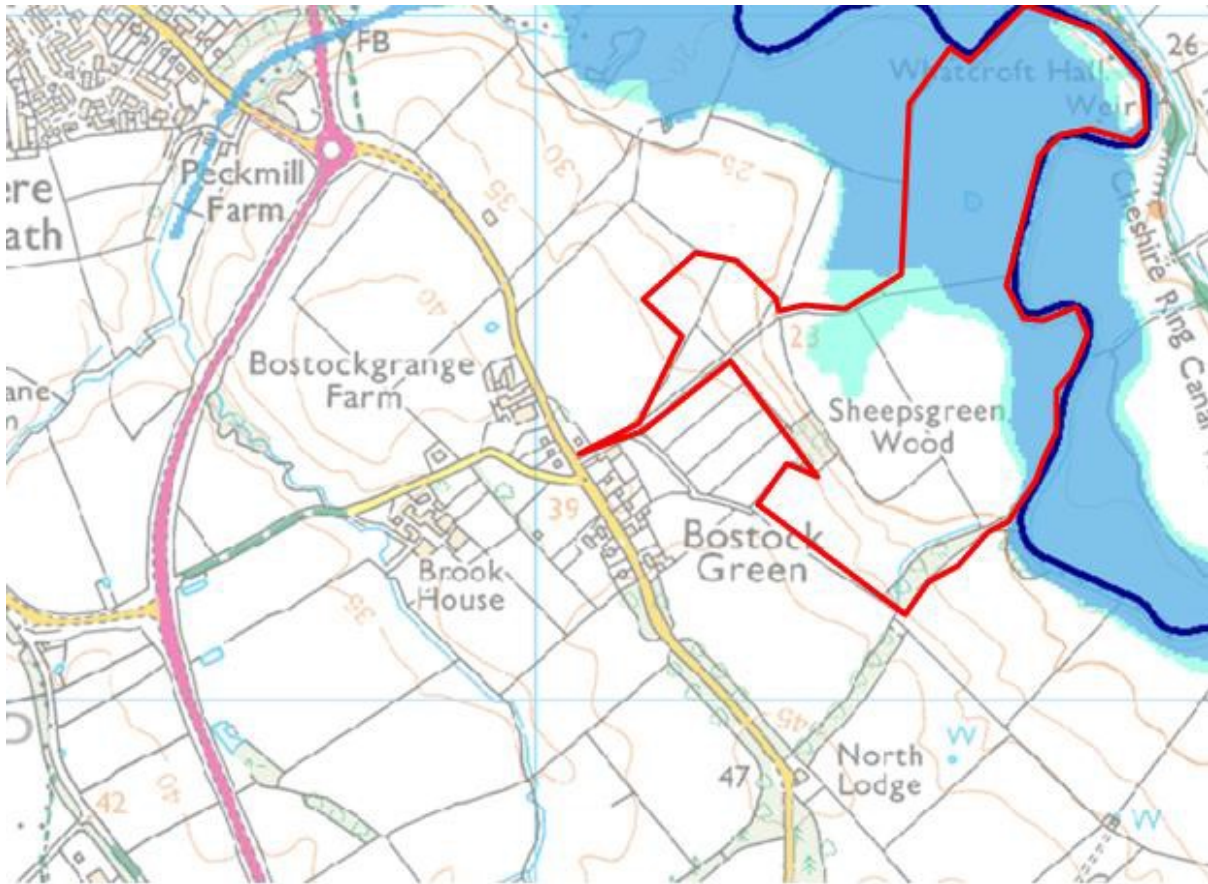 FB
26
Whatcroft Hall
Weir
25
30
35
20
Peckmill
Farm
ere
ath
D
Cheshire Ring Canal
40
Bostockgrange
Farm
23
ane
Sheepsgreen
Wood
39
Bostock
Green
Brook
House
35
45
W
North
Lodge
47
42
40
W